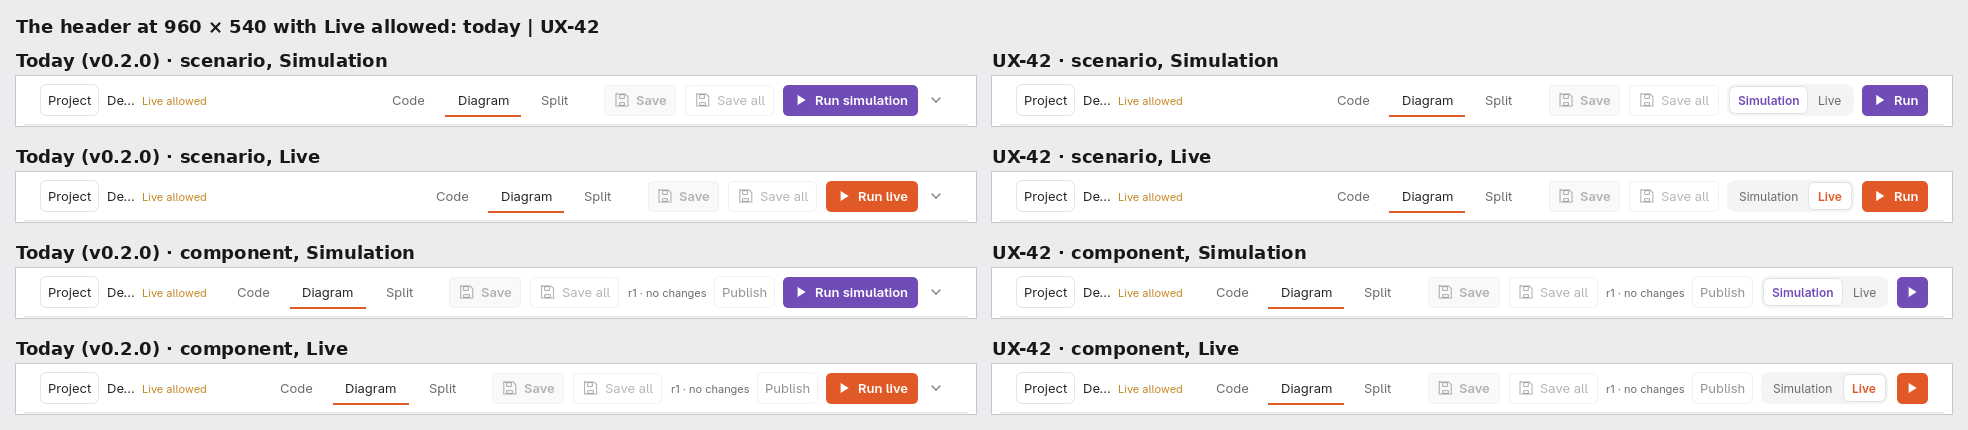 The header at 960 × 540 with Live allowed: today | UX-42
Today (v0.2.0) · scenario, Simulation
Project De... Live allowed Code Diagram Split Save Save all Run simulation
UX-42 · scenario, Simulation
Project De... Live allowed Code Diagram Split Save Save all Simulation Live Run
Today (v0.2.0) · scenario, Live
Project De... Live allowed Code Diagram Split Save Save all Run live
UX-42 · scenario, Live
Project De... Live allowed Code Diagram Split Save Save all Simulation Live Run
Today (v0.2.0) · component, Simulation
Project De... Live allowed Code Diagram Split Save Save all r1 · no changes Publish Run simulation
UX-42 · component, Simulation
Project De... Live allowed Code Diagram Split Save Save all r1 · no changes Publish Simulation Live
Today (v0.2.0) · component, Live
Project De... Live allowed Code Diagram Split Save Save all r1 · no changes Publish Run live
UX-42 · component, Live
Project De... Live allowed Code Diagram Split Save Save all r1 · no changes Publish Simulation Live